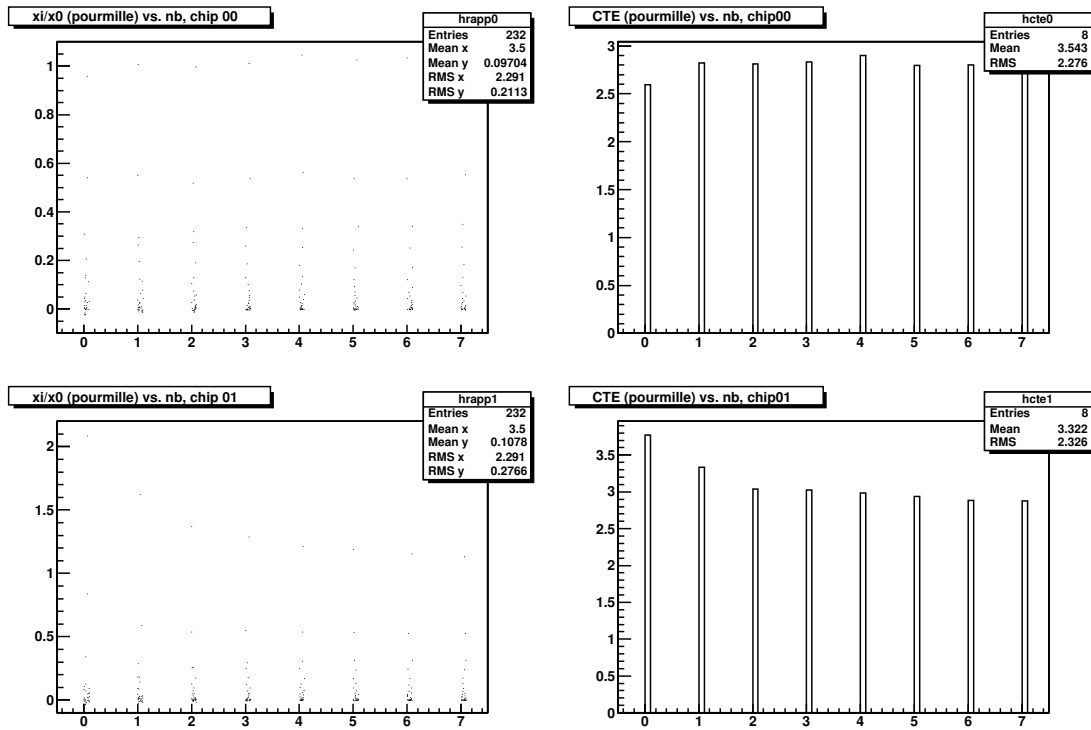 xi/x0 (pourmille) vs. nb, chip 00
hrapp0
Entries 232
Mean x 3.5
Mean y 0.09704
RMS x 2.291
RMS y 0.2113
1
0.8
0.6
0.4
0.2
0
0 1 2 3 4 5 6 7
CTE (pourmille) vs. nb, chip00
hcte0
Entries 8
Mean 3.543
RMS 2.276
3
2.5
2
1.5
1
0.5
0
0 1 2 3 4 5 6 7
xi/x0 (pourmille) vs. nb, chip 01
hrapp1
Entries 232
Mean x 3.5
Mean y 0.1078
RMS x 2.291
RMS y 0.2766
2
1.5
1
0.5
0
0 1 2 3 4 5 6 7
CTE (pourmille) vs. nb, chip01
hcte1
Entries 8
Mean 3.322
RMS 2.326
3.5
3
2.5
2
1.5
1
0.5
0
0 1 2 3 4 5 6 7